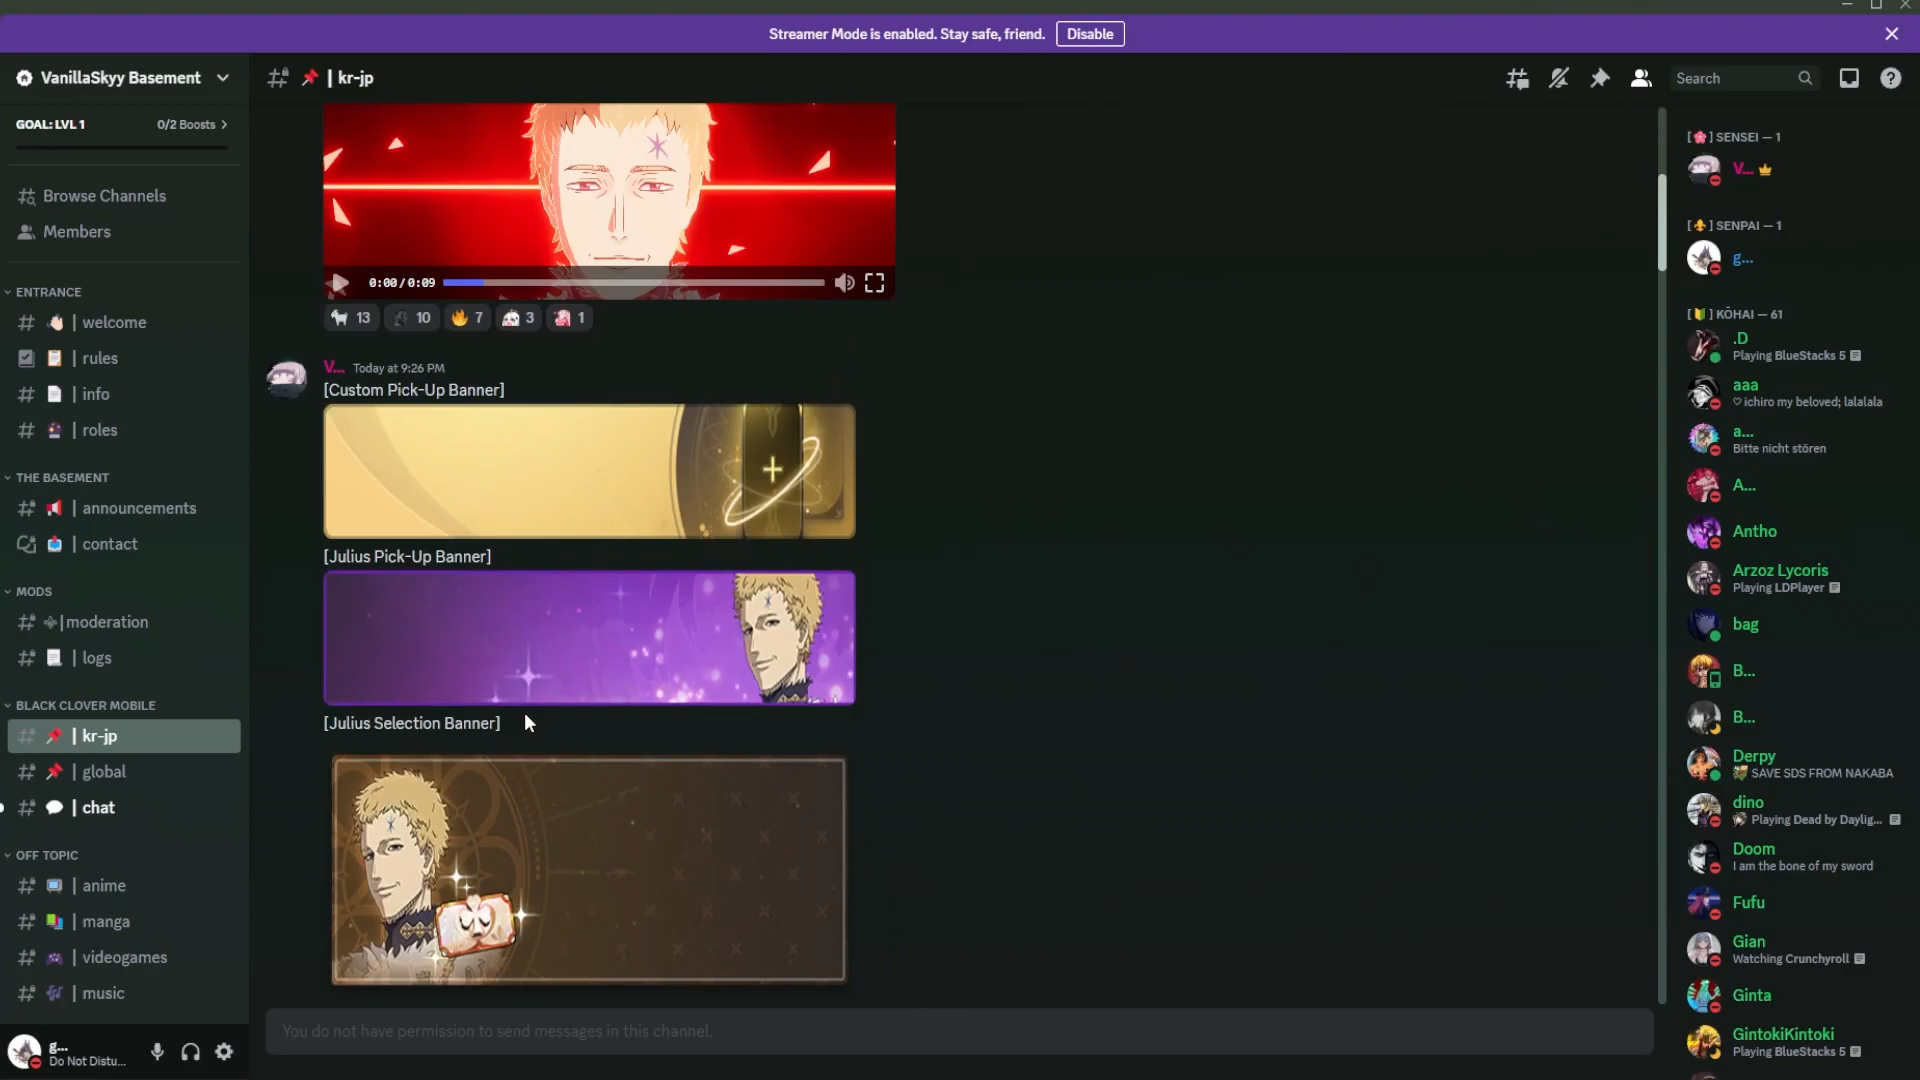 Streamer Mode is enabled. Stay safe, friend.
Disable
VanillaSkyy Basement
GOAL: LVL 1
0/2 Boosts
Browse Channels
Members
ENTRANCE
| welcome
| rules
| info
| roles
THE BASEMENT
| announcements
| contact
MODS
|moderation
| logs
BLACK CLOVER MOBILE
| kr-jp
| global
| chat
OFF TOPIC
| anime
| manga
| videogames
| music
g...
Do Not Distu...
| kr-jp
Search
0:00/0:09
13
10
7
3
1
V... Today at 9:26 PM
[Custom Pick-Up Banner]
[Julius Pick-Up Banner]
[Julius Selection Banner]
You do not have permission to send messages in this channel.
[🌸] SENSEI — 1
V...
[⚜] SENPAI — 1
g...
[🔰] KŌHAI — 61
.D
Playing BlueStacks 5
aaa
♡ ichiro my beloved; lalalala
a...
Bitte nicht stören
A...
Antho
Arzoz Lycoris
Playing LDPlayer
bag
B...
B...
Derpy
SAVE SDS FROM NAKABA
dino
Playing Dead by Daylig...
Doom
I am the bone of my sword
Fufu
Gian
Watching Crunchyroll
Ginta
GintokiKintoki
Playing BlueStacks 5